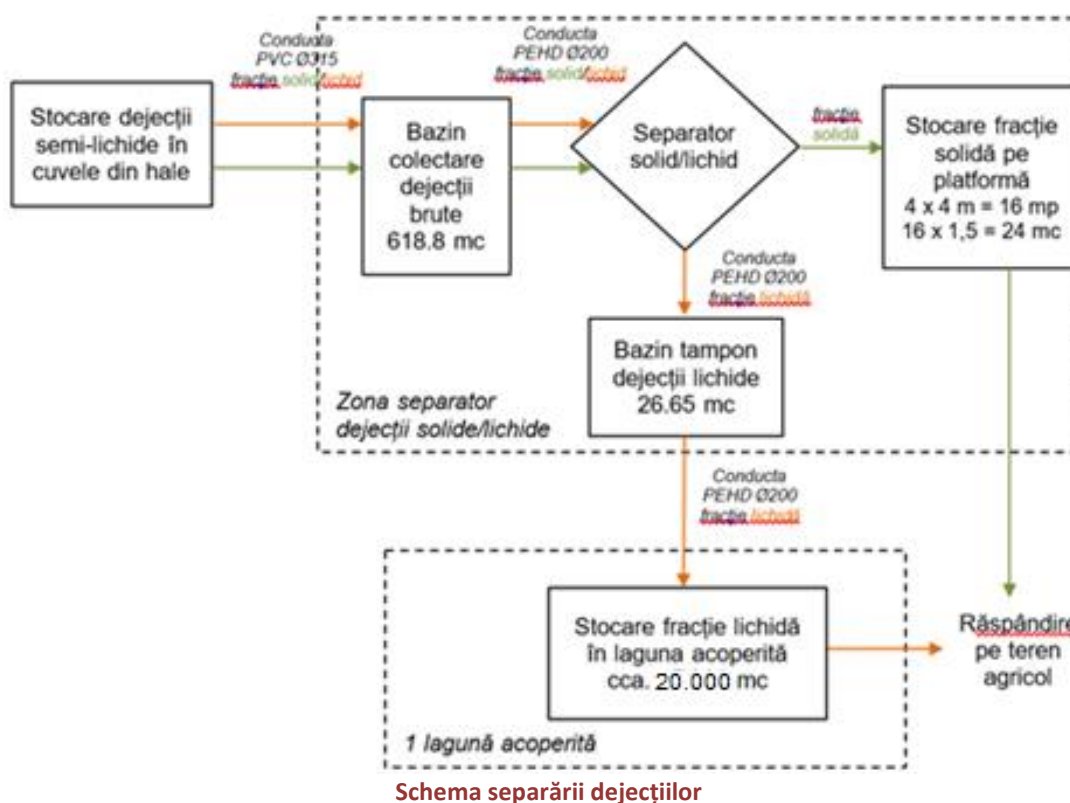 Conducta
PVC Ø315
fracție solid/lichid
Conducta
PEHD Ø200
fracție solid/lichid
Stocare dejecții
semi-lichide în
cuvele din hale
Bazin
colectare
dejecții
brute
618.8 mc
Separator
solid/lichid
fracție
solidă
Stocare fracție
solidă pe
platformă
4 x 4 m = 16 mp
16 x 1,5 = 24 mc
Conducta
PEHD Ø200
fracție lichidă
Bazin tampon
dejecții lichide
26.65 mc
Zona separator
dejecții solide/lichide
Conducta
PEHD Ø200
fracție lichidă
Stocare fracție lichidă
în laguna acoperită
cca. 20.000 mc
Răspândire
pe teren
agricol
1 lagună acoperită
Schema separării dejecțiilor